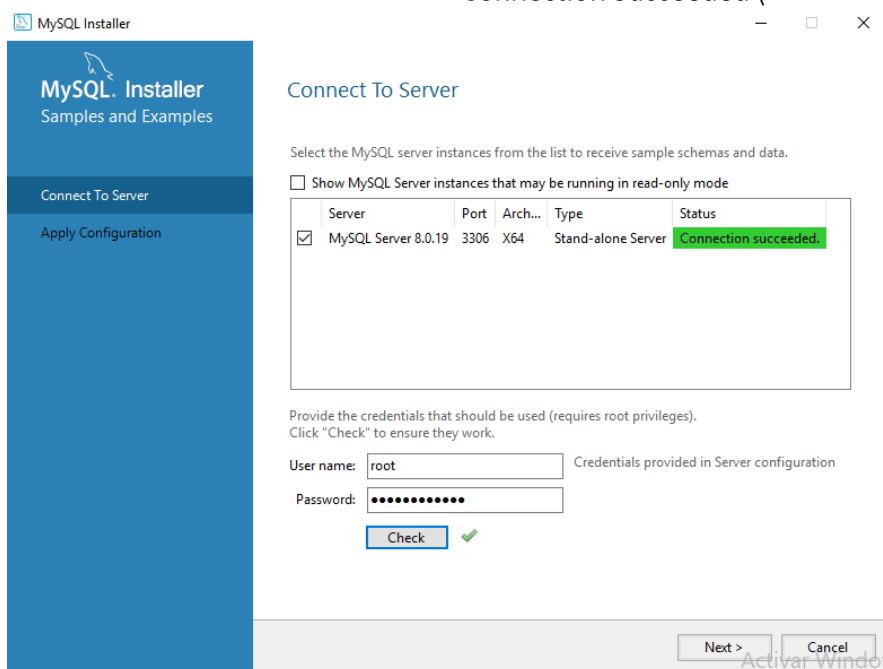 connection succeeded (
MySQL Installer
MySQL. Installer
Samples and Examples
Connect To Server
Apply Configuration
Connect To Server
Select the MySQL server instances from the list to receive sample schemas and data.
Show MySQL Server instances that may be running in read-only mode
Server Port Arch... Type Status
MySQL Server 8.0.19 3306 X64 Stand-alone Server Connection succeeded.
Provide the credentials that should be used (requires root privileges).
Click "Check" to ensure they work.
User name: root Credentials provided in Server configuration
Password: ●●●●●●●●●●●●
Check
Next > Cancel
Activar Windo